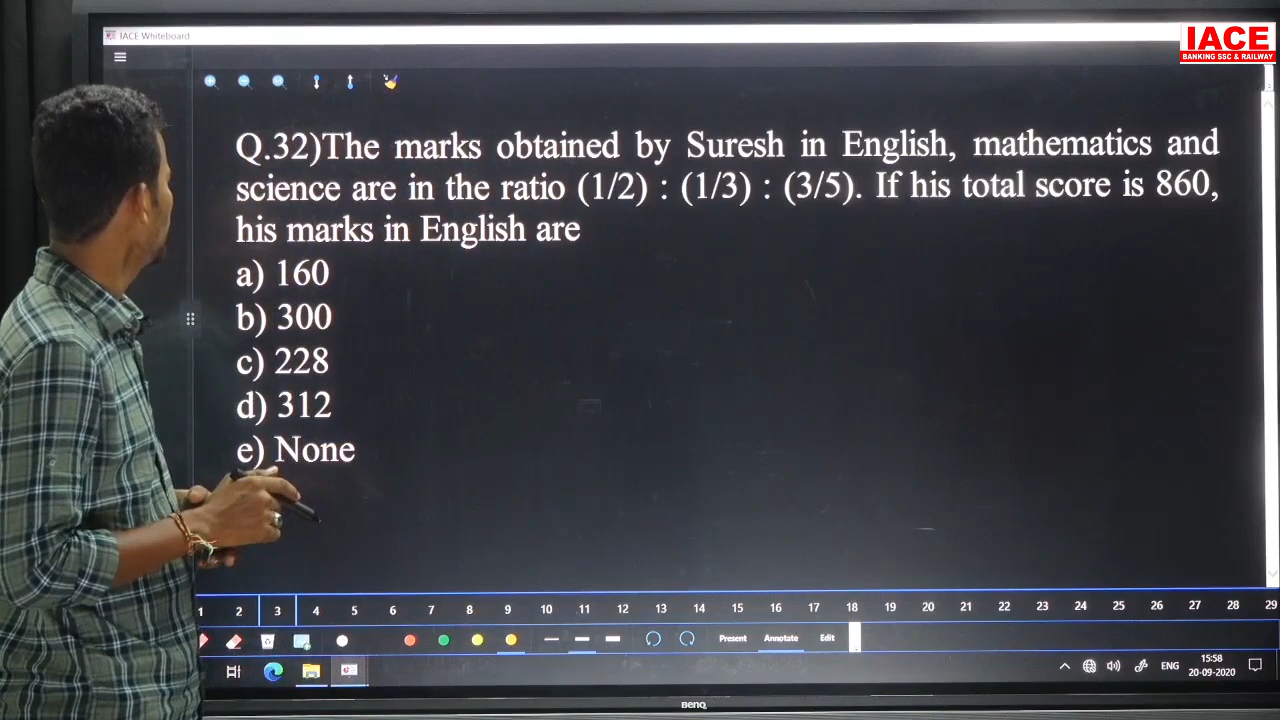 IACE Whiteboard
IACE
BANKING SSC & RAILWAY
Q.32)The marks obtained by Suresh in English, mathematics and
science are in the ratio (1/2) : (1/3) : (3/5). If his total score is 860,
his marks in English are
a) 160
b) 300
c) 228
d) 312
e) None
1 2 3 4 5 6 7 8 9 10 11 12 13 14 15 16 17 18 19 20 21 22 23 24 25 26 27 28 29
Present Annotate Edit
ENG
15:58
20-09-2020
BenQ